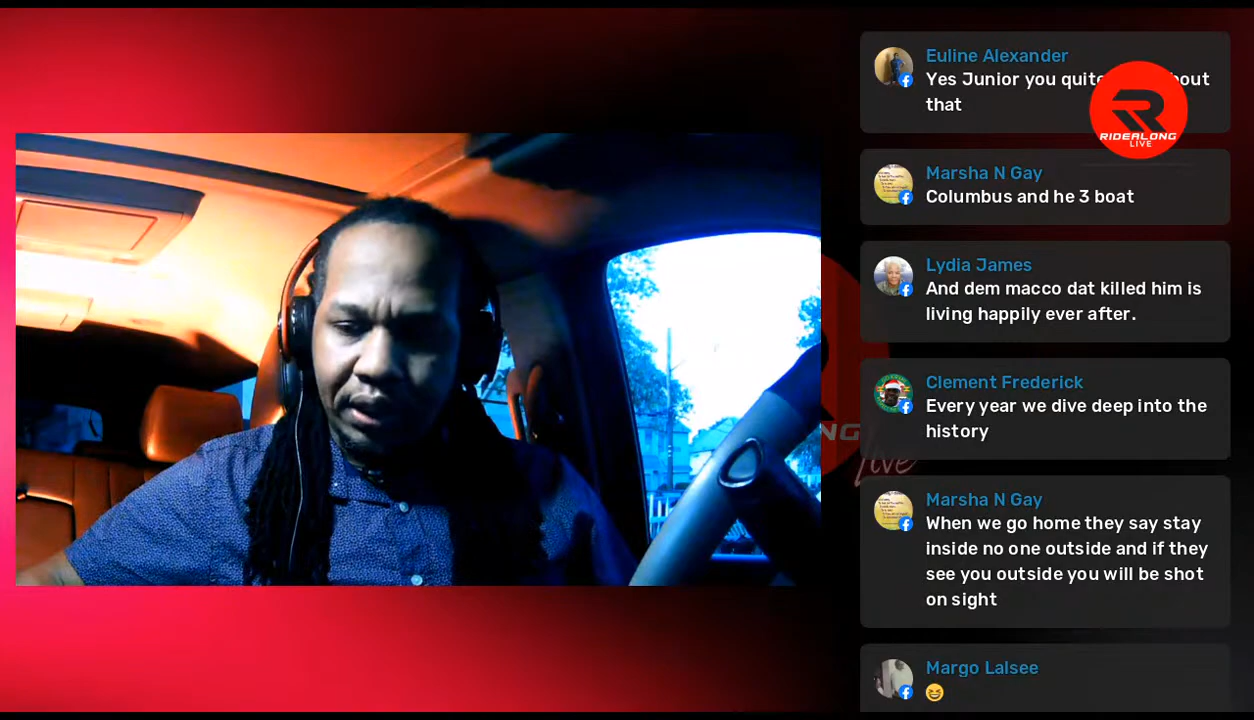 Euline Alexander
Yes Junior you quite
that
RIDEALONG
LIVE
Marsha N Gay
Columbus and he 3 boat
Lydia James
And dem macco dat killed him is
living happily ever after.
Clement Frederick
Every year we dive deep into the
history
Live
Marsha N Gay
When we go home they say stay
inside no one outside and if they
see you outside you will be shot
on sight
Margo Lalsee
😆